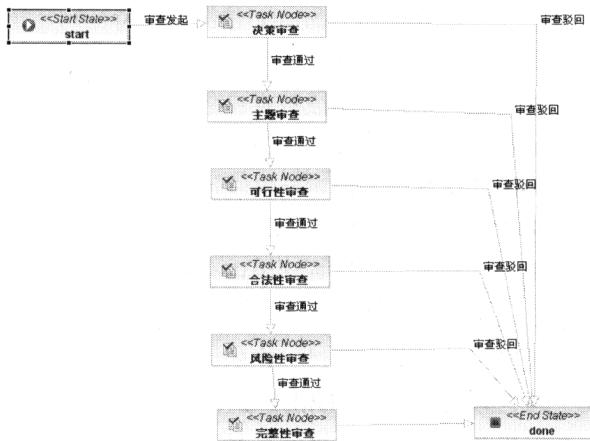 <<Start State>>
start
审查发起
<<Task Node>>
决策审查
审查驳回
审查通过
<<Task Node>>
主题审查
审查驳回
审查通过
<<Task Node>>
可行性审查
审查驳回
审查通过
<<Task Node>>
合法性审查
审查驳回
审查通过
<<Task Node>>
风险性审查
审查驳回
审查通过
<<Task Node>>
完整性审查
<<End State>>
done